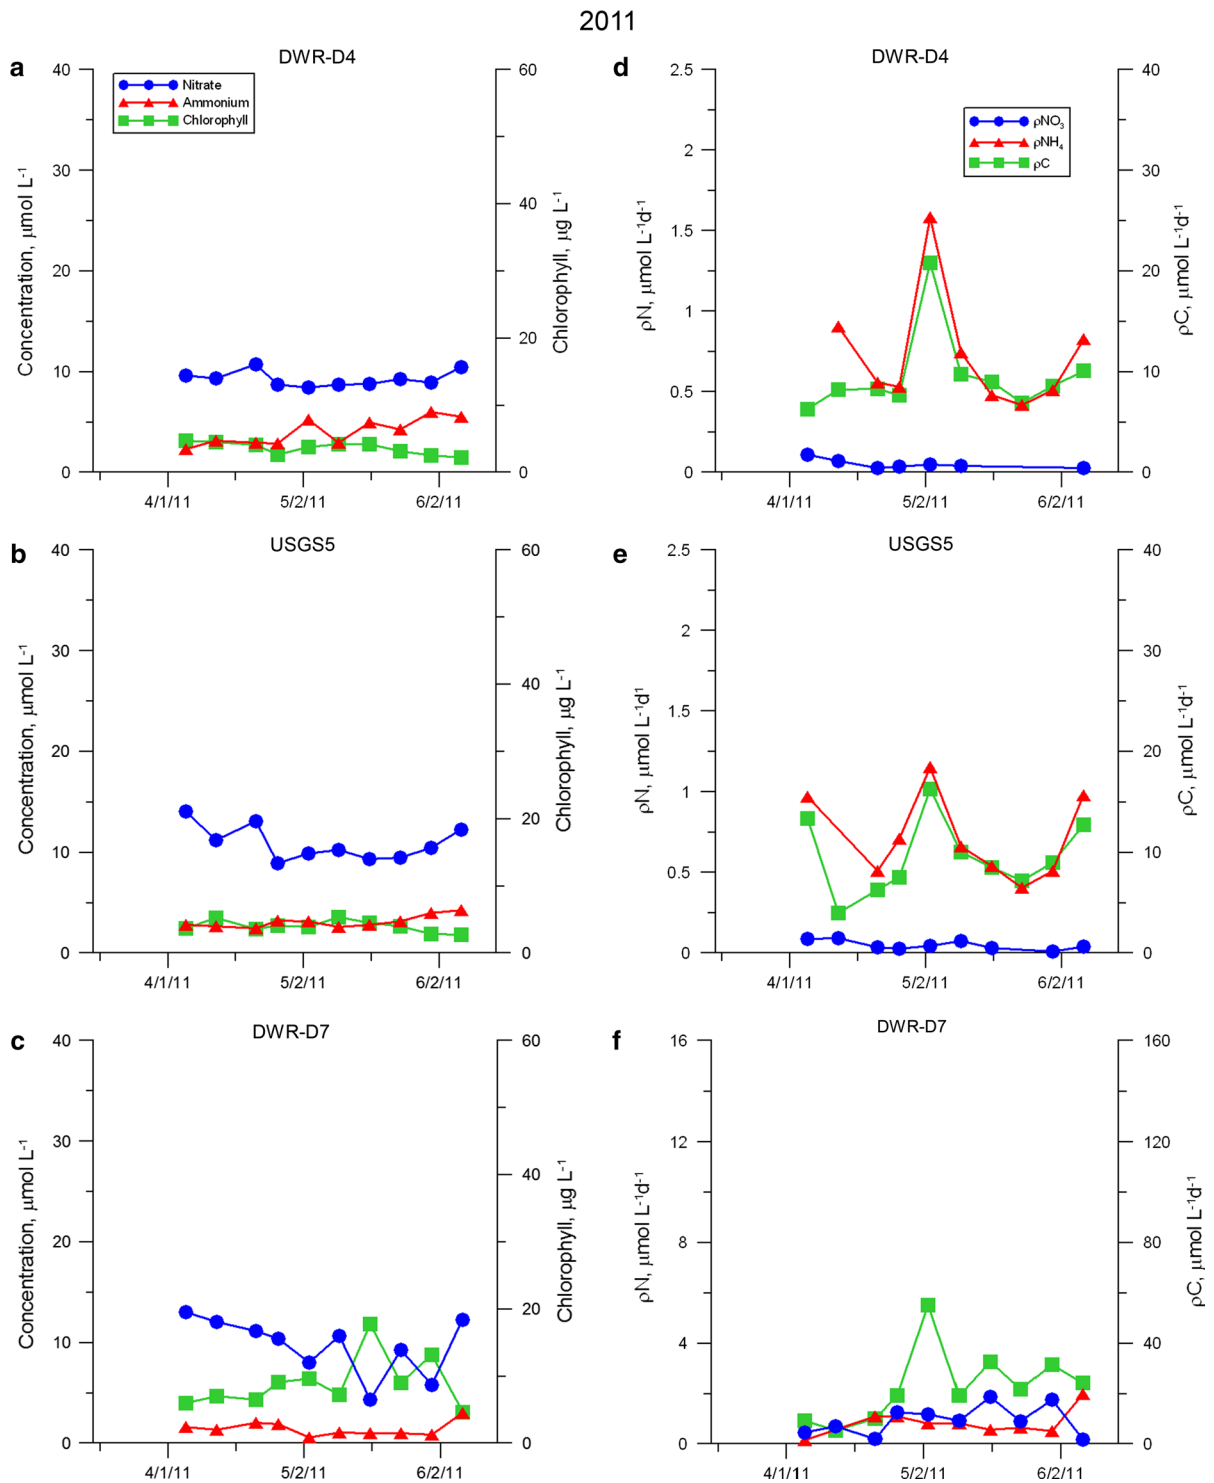 2011
a
DWR-D4
40
30
20
10
0
60
40
20
0
Concentration, μmol L-1
Chlorophyll, μg L-1
Nitrate
Ammonium
Chlorophyll
4/1/11
5/2/11
6/2/11
d
DWR-D4
2.5
2
1.5
1
0.5
0
40
30
20
10
0
ρN, μmol L-1d-1
ρC, μmol L-1d-1
ρNO3
ρNH4
ρC
4/1/11
5/2/11
6/2/11
b
USGS5
40
30
20
10
0
60
40
20
0
Concentration, μmol L-1
Chlorophyll, μg L-1
4/1/11
5/2/11
6/2/11
e
USGS5
2.5
2
1.5
1
0.5
0
40
30
20
10
0
ρN, μmol L-1d1
ρC, μmol L-1d-1
4/1/11
5/2/11
6/2/11
c
DWR-D7
40
30
20
10
0
60
40
20
0
Concentration, μmol L-1
Chlorophyll, μg L-1
4/1/11
5/2/11
6/2/11
f
DWR-D7
16
12
8
4
0
160
120
80
40
0
ρN, μmol L-1d-1
ρC, μmol L-1d-1
4/1/11
5/2/11
6/2/11